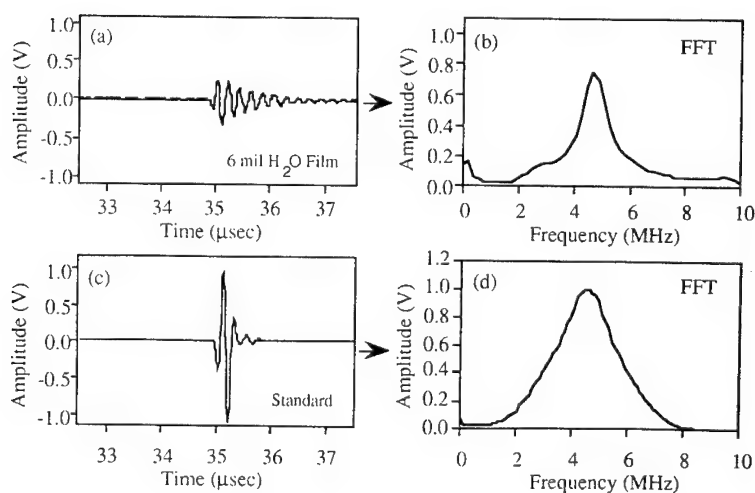 (a)
Amplitude (V)
1.0
0.5
0.0
-0.5
-1.0
6 mil H2O Film
33 34 35 36 37
Time (μsec)
(b)
FFT
Amplitude (V)
1.0
0.8
0.6
0.4
0.2
0.0
0 2 4 6 8 10
Frequency (MHz)
(c)
Amplitude (V)
1.0
0.5
0.0
-0.5
-1.0
Standard
33 34 35 36 37
Time (μsec)
(d)
FFT
Amplitude (V)
1.2
1.0
0.8
0.6
0.4
0.2
0.0
0 2 4 6 8 10
Frequency (MHz)